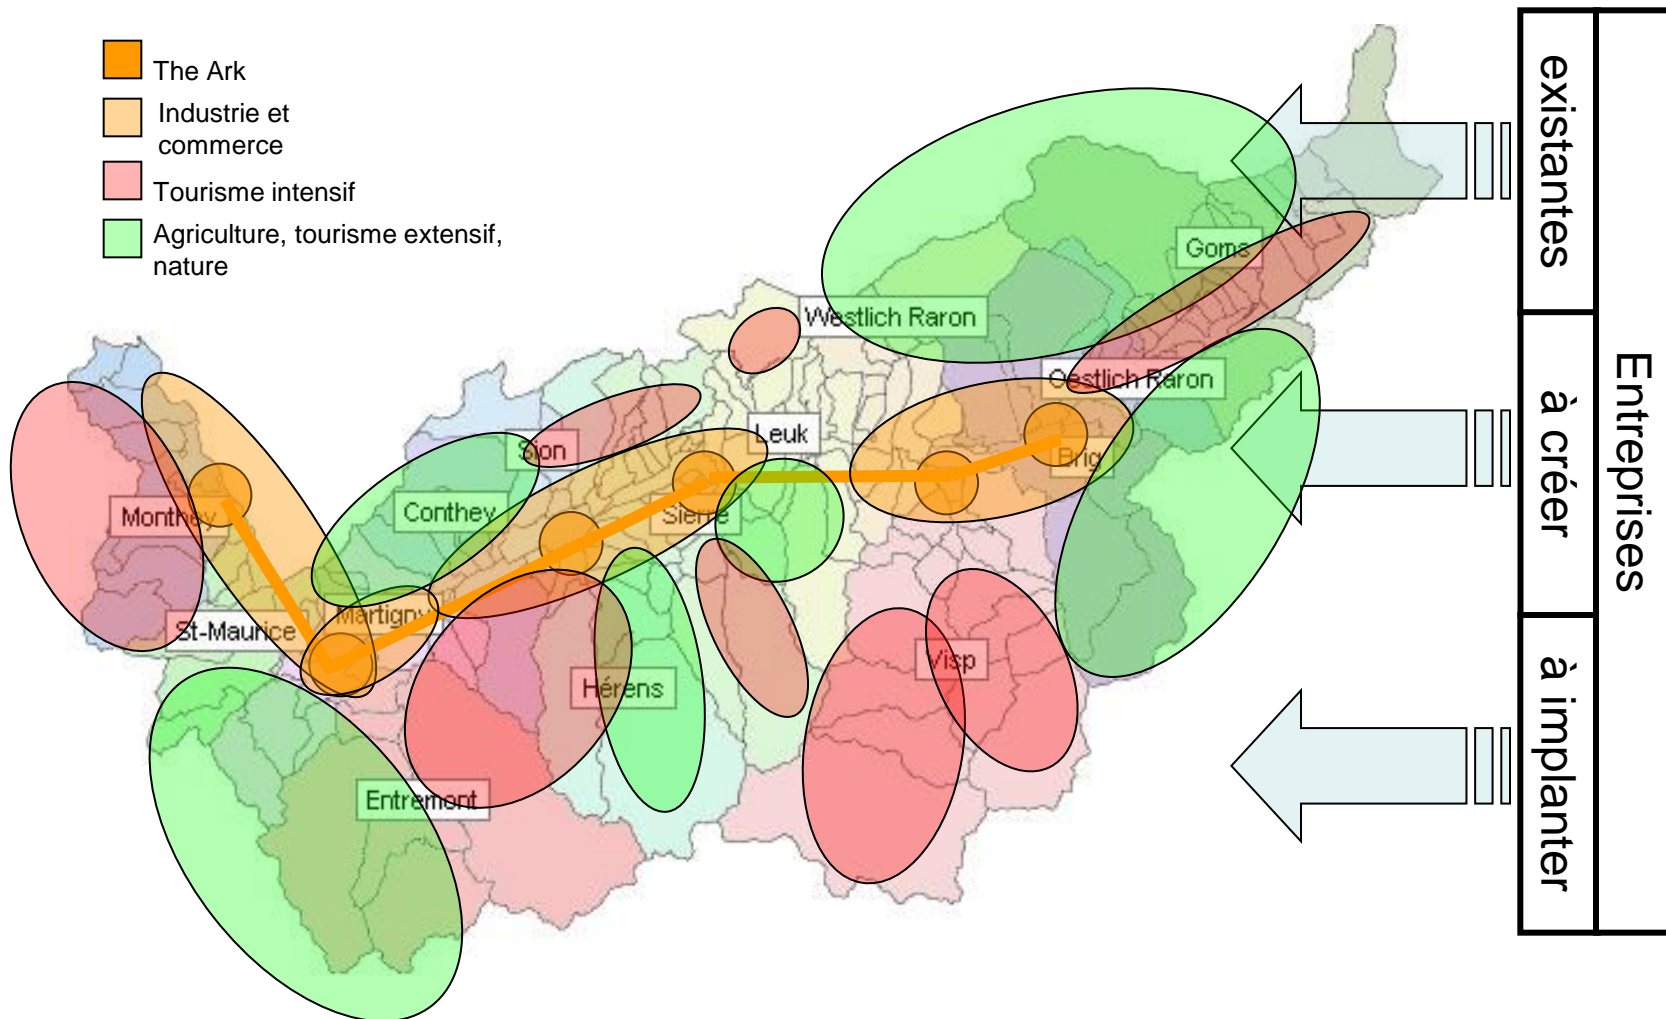 The Ark
Industrie et
commerce
Tourisme intensif
Agriculture, tourisme extensif,
nature
Goms
Westlich Raron
Oestlich Raron
Leuk
Sion
Brig
Monthey
Conthey
Sierre
Martigny
St-Maurice
Visp
Hérens
Entremont
existantes
à créer
à implanter
Entreprises